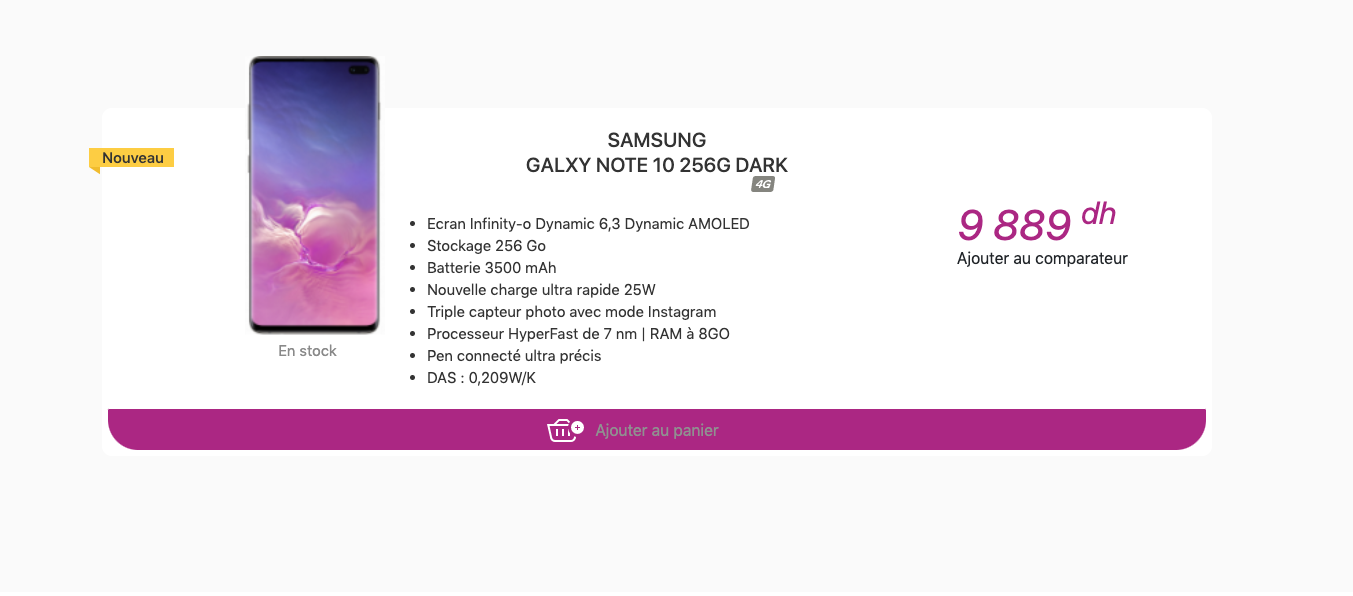 Nouveau
En stock
SAMSUNG
GALXY NOTE 10 256G DARK
4G
• Ecran Infinity-o Dynamic 6,3 Dynamic AMOLED
• Stockage 256 Go
• Batterie 3500 mAh
• Nouvelle charge ultra rapide 25W
• Triple capteur photo avec mode Instagram
• Processeur HyperFast de 7 nm | RAM à 8GO
• Pen connecté ultra précis
• DAS : 0,209W/K
9 889 dh
Ajouter au comparateur
Ajouter au panier